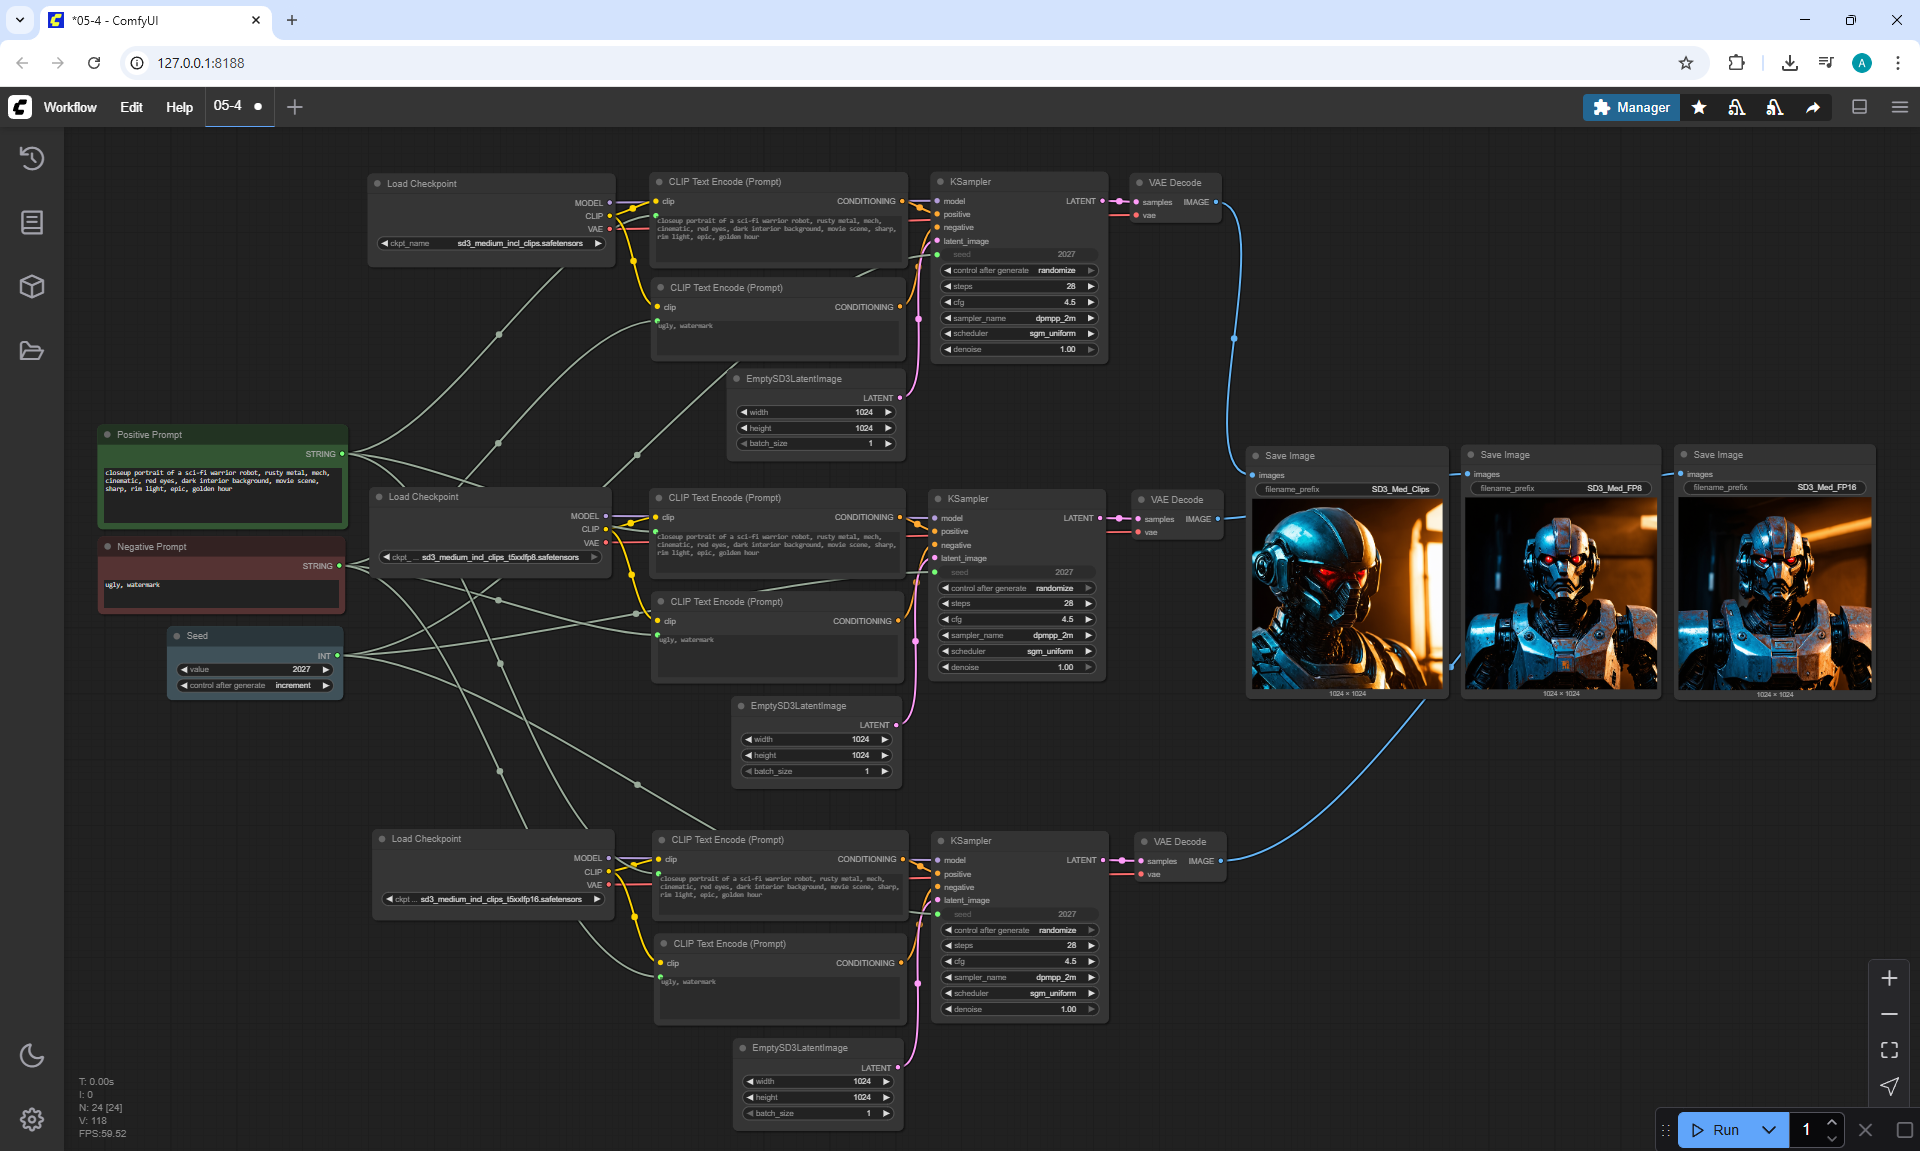 *05-4 - ComfyUI
127.0.0.1:8188
A
Workflow Edit Help 05-4
Manager
Load Checkpoint
MODEL
CLIP
VAE
ckpt_name sd3_medium_incl_clips.safetensors
CLIP Text Encode (Prompt)
clip CONDITIONING
closeup portrait of a sci-fi warrior robot, rusty metal, mech,
cinematic, red eyes, dark interior background, movie scene, sharp,
rim light, epic, golden hour
CLIP Text Encode (Prompt)
clip CONDITIONING
ugly, watermark
EmptySD3LatentImage
LATENT
width 1024
height 1024
batch_size 1
KSampler
model LATENT
positive
negative
latent_image
seed 2027
control after generate randomize
steps 28
cfg 4.5
sampler_name dpmpp_2m
scheduler sgm_uniform
denoise 1.00
VAE Decode
samples IMAGE
vae
Positive Prompt
STRING
closeup portrait of a sci-fi warrior robot, rusty metal, mech,
cinematic, red eyes, dark interior background, movie scene,
sharp, rim light, epic, golden hour
Negative Prompt
STRING
ugly, watermark
Seed
INT
value 2027
control after generate increment
Load Checkpoint
MODEL
CLIP
VAE
ckpt_ ... sd3_medium_incl_clips_t5xxlfp8.safetensors
CLIP Text Encode (Prompt)
clip CONDITIONING
closeup portrait of a sci-fi warrior robot, rusty metal, mech,
cinematic, red eyes, dark interior background, movie scene, sharp,
rim light, epic, golden hour
CLIP Text Encode (Prompt)
clip CONDITIONING
ugly, watermark
EmptySD3LatentImage
LATENT
width 1024
height 1024
batch_size 1
KSampler
model LATENT
positive
negative
latent_image
seed 2027
control after generate randomize
steps 28
cfg 4.5
sampler_name dpmpp_2m
scheduler sgm_uniform
denoise 1.00
VAE Decode
samples IMAGE
vae
Save Image
images
filename_prefix SD3_Med_Clips
1024 × 1024
Save Image
images
filename_prefix SD3_Med_FP8
1024 × 1024
Save Image
images
filename_prefix SD3_Med_FP16
1024 × 1024
Load Checkpoint
MODEL
CLIP
VAE
ckpt ... sd3_medium_incl_clips_t5xxlfp16.safetensors
CLIP Text Encode (Prompt)
clip CONDITIONING
closeup portrait of a sci-fi warrior robot, rusty metal, mech,
cinematic, red eyes, dark interior background, movie scene, sharp,
rim light, epic, golden hour
CLIP Text Encode (Prompt)
clip CONDITIONING
ugly, watermark
EmptySD3LatentImage
LATENT
width 1024
height 1024
batch_size 1
KSampler
model LATENT
positive
negative
latent_image
seed 2027
control after generate randomize
steps 28
cfg 4.5
sampler_name dpmpp_2m
scheduler sgm_uniform
denoise 1.00
VAE Decode
samples IMAGE
vae
T: 0.00s
I: 0
N: 24 [24]
V: 118
FPS:59.52
Run 1